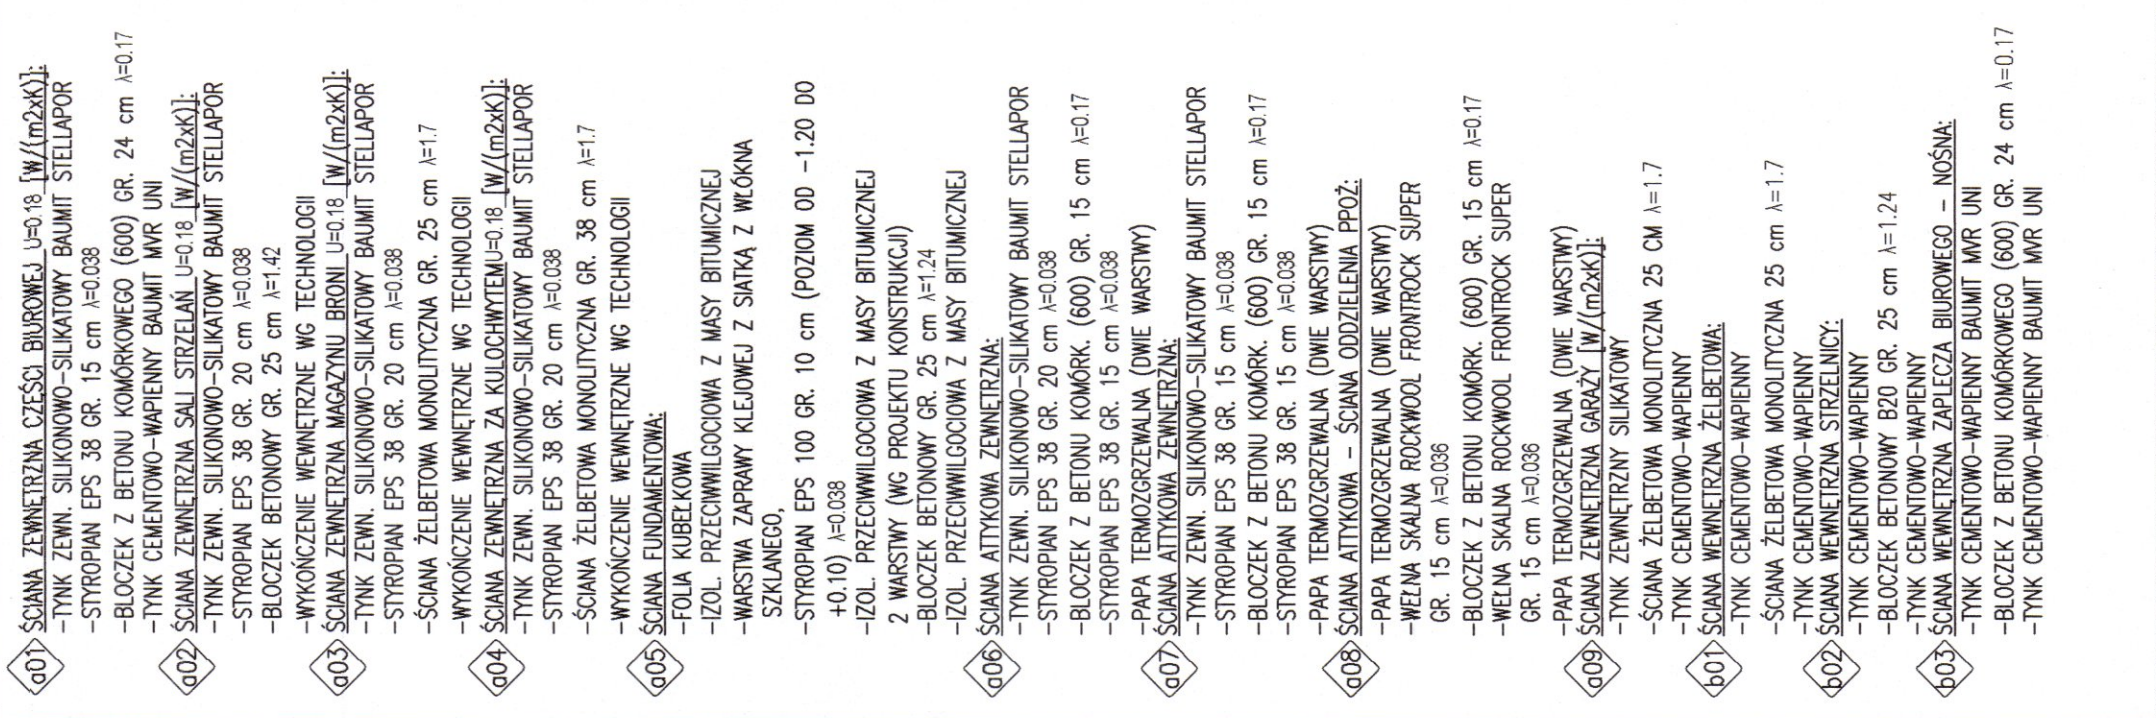 a01 ŚCIANA ZEWNĘTRZNA CZĘŚCI BIUROWEJ U=0.18 [W/(m2xK)]:
-TYNK ZEWN. SILIKONOWO-SILIKATOWY BAUMIT STELLAPOR
-STYROPIAN EPS 38 GR. 15 cm λ=0.038
-BLOCZEK Z BETONU KOMÓRKOWEGO (600) GR. 24 cm λ=0.17
-TYNK CEMENTOWO-WAPIENNY BAUMIT MVR UNI
a02 ŚCIANA ZEWNĘTRZNA SALI STRZELAŃ U=0.18 [W/(m2xK)]:
-TYNK ZEWN. SILIKONOWO-SILIKATOWY BAUMIT STELLAPOR
-STYROPIAN EPS 38 GR. 20 cm λ=0.038
-BLOCZEK BETONOWY GR. 25 cm λ=1.42
-WYKOŃCZENIE WEWNĘTRZNE WG TECHNOLOGII
a03 ŚCIANA ZEWNĘTRZNA MAGAZYNU BRONI U=0.18 [W/(m2xK)]:
-TYNK ZEWN. SILIKONOWO-SILIKATOWY BAUMIT STELLAPOR
-STYROPIAN EPS 38 GR. 20 cm λ=0.038
-ŚCIANA ŻELBETOWA MONOLITYCZNA GR. 25 cm λ=1.7
-WYKOŃCZENIE WEWNĘTRZNE WG TECHNOLOGII
a04 ŚCIANA ZEWNĘTRZNA ZA KULOCHWYTEMU=0.18 [W/(m2xK)]:
-TYNK ZEWN. SILIKONOWO-SILIKATOWY BAUMIT STELLAPOR
-STYROPIAN EPS 38 GR. 20 cm λ=0.038
-ŚCIANA ŻELBETOWA MONOLITYCZNA GR. 38 cm λ=1.7
-WYKOŃCZENIE WEWNĘTRZNE WG TECHNOLOGII
a05 ŚCIANA FUNDAMENTOWA:
-FOLIA KUBEŁKOWA
-IZOL. PRZECIWWILGOCIOWA Z MASY BITUMICZNEJ
-WARSTWA ZAPRAWY KLEJOWEJ Z SIATKĄ Z WŁÓKNA
SZKLANEGO,
-STYROPIAN EPS 100 GR. 10 cm (POZIOM OD -1.20 DO
+0.10) λ=0.038
-IZOL. PRZECIWWILGOCIOWA Z MASY BITUMICZNEJ
2 WARSTWY (WG PROJEKTU KONSTRUKCJI)
-BLOCZEK BETONOWY GR. 25 cm λ=1.24
-IZOL. PRZECIWWILGOCIOWA Z MASY BITUMICZNEJ
a06 ŚCIANA ATTYKOWA ZEWNĘTRZNA:
-TYNK ZEWN. SILIKONOWO-SILIKATOWY BAUMIT STELLAPOR
-STYROPIAN EPS 38 GR. 20 cm λ=0.038
-BLOCZEK Z BETONU KOMÓRK. (600) GR. 15 cm λ=0.17
-STYROPIAN EPS 38 GR. 15 cm λ=0.038
-PAPA TERMOZGRZEWALNA (DWIE WARSTWY)
a07 ŚCIANA ATTYKOWA ZEWNĘTRZNA:
-TYNK ZEWN. SILIKONOWO-SILIKATOWY BAUMIT STELLAPOR
-STYROPIAN EPS 38 GR. 15 cm λ=0.038
-BLOCZEK Z BETONU KOMÓRK. (600) GR. 15 cm λ=0.17
-STYROPIAN EPS 38 GR. 15 cm λ=0.038
-PAPA TERMOZGRZEWALNA (DWIE WARSTWY)
a08 ŚCIANA ATTYKOWA - ŚCIANA ODDZIELENIA PPOŻ:
-PAPA TERMOZGRZEWALNA (DWIE WARSTWY)
-WEŁNA SKALNA ROCKWOOL FRONTROCK SUPER
GR. 15 cm λ=0.036
-BLOCZEK Z BETONU KOMÓRK. (600) GR. 15 cm λ=0.17
-WEŁNA SKALNA ROCKWOOL FRONTROCK SUPER
GR. 15 cm λ=0.036
-PAPA TERMOZGRZEWALNA (DWIE WARSTWY)
a09 ŚCIANA ZEWNĘTRZNA GARAŻY [W/(m2xK)]:
-TYNK ZEWNĘTRZNY SILIKATOWY
-ŚCIANA ŻELBETOWA MONOLITYCZNA 25 CM λ=1.7
-TYNK CEMENTOWO-WAPIENNY
b01 ŚCIANA WEWNĘTRZNA ŻELBETOWA:
-TYNK CEMENTOWO-WAPIENNY
-ŚCIANA ŻELBETOWA MONOLITYCZNA 25 cm λ=1.7
-TYNK CEMENTOWO-WAPIENNY
b02 ŚCIANA WEWNĘTRZNA STRZELNICY:
-TYNK CEMENTOWO-WAPIENNY
-BLOCZEK BETONOWY B20 GR. 25 cm λ=1.24
-TYNK CEMENTOWO-WAPIENNY
b03 ŚCIANA WEWNĘTRZNA ZAPLECZA BIUROWEGO - NOŚNA:
-TYNK CEMENTOWO-WAPIENNY BAUMIT MVR UNI
-BLOCZEK Z BETONU KOMÓRKOWEGO (600) GR. 24 cm λ=0.17
-TYNK CEMENTOWO-WAPIENNY BAUMIT MVR UNI